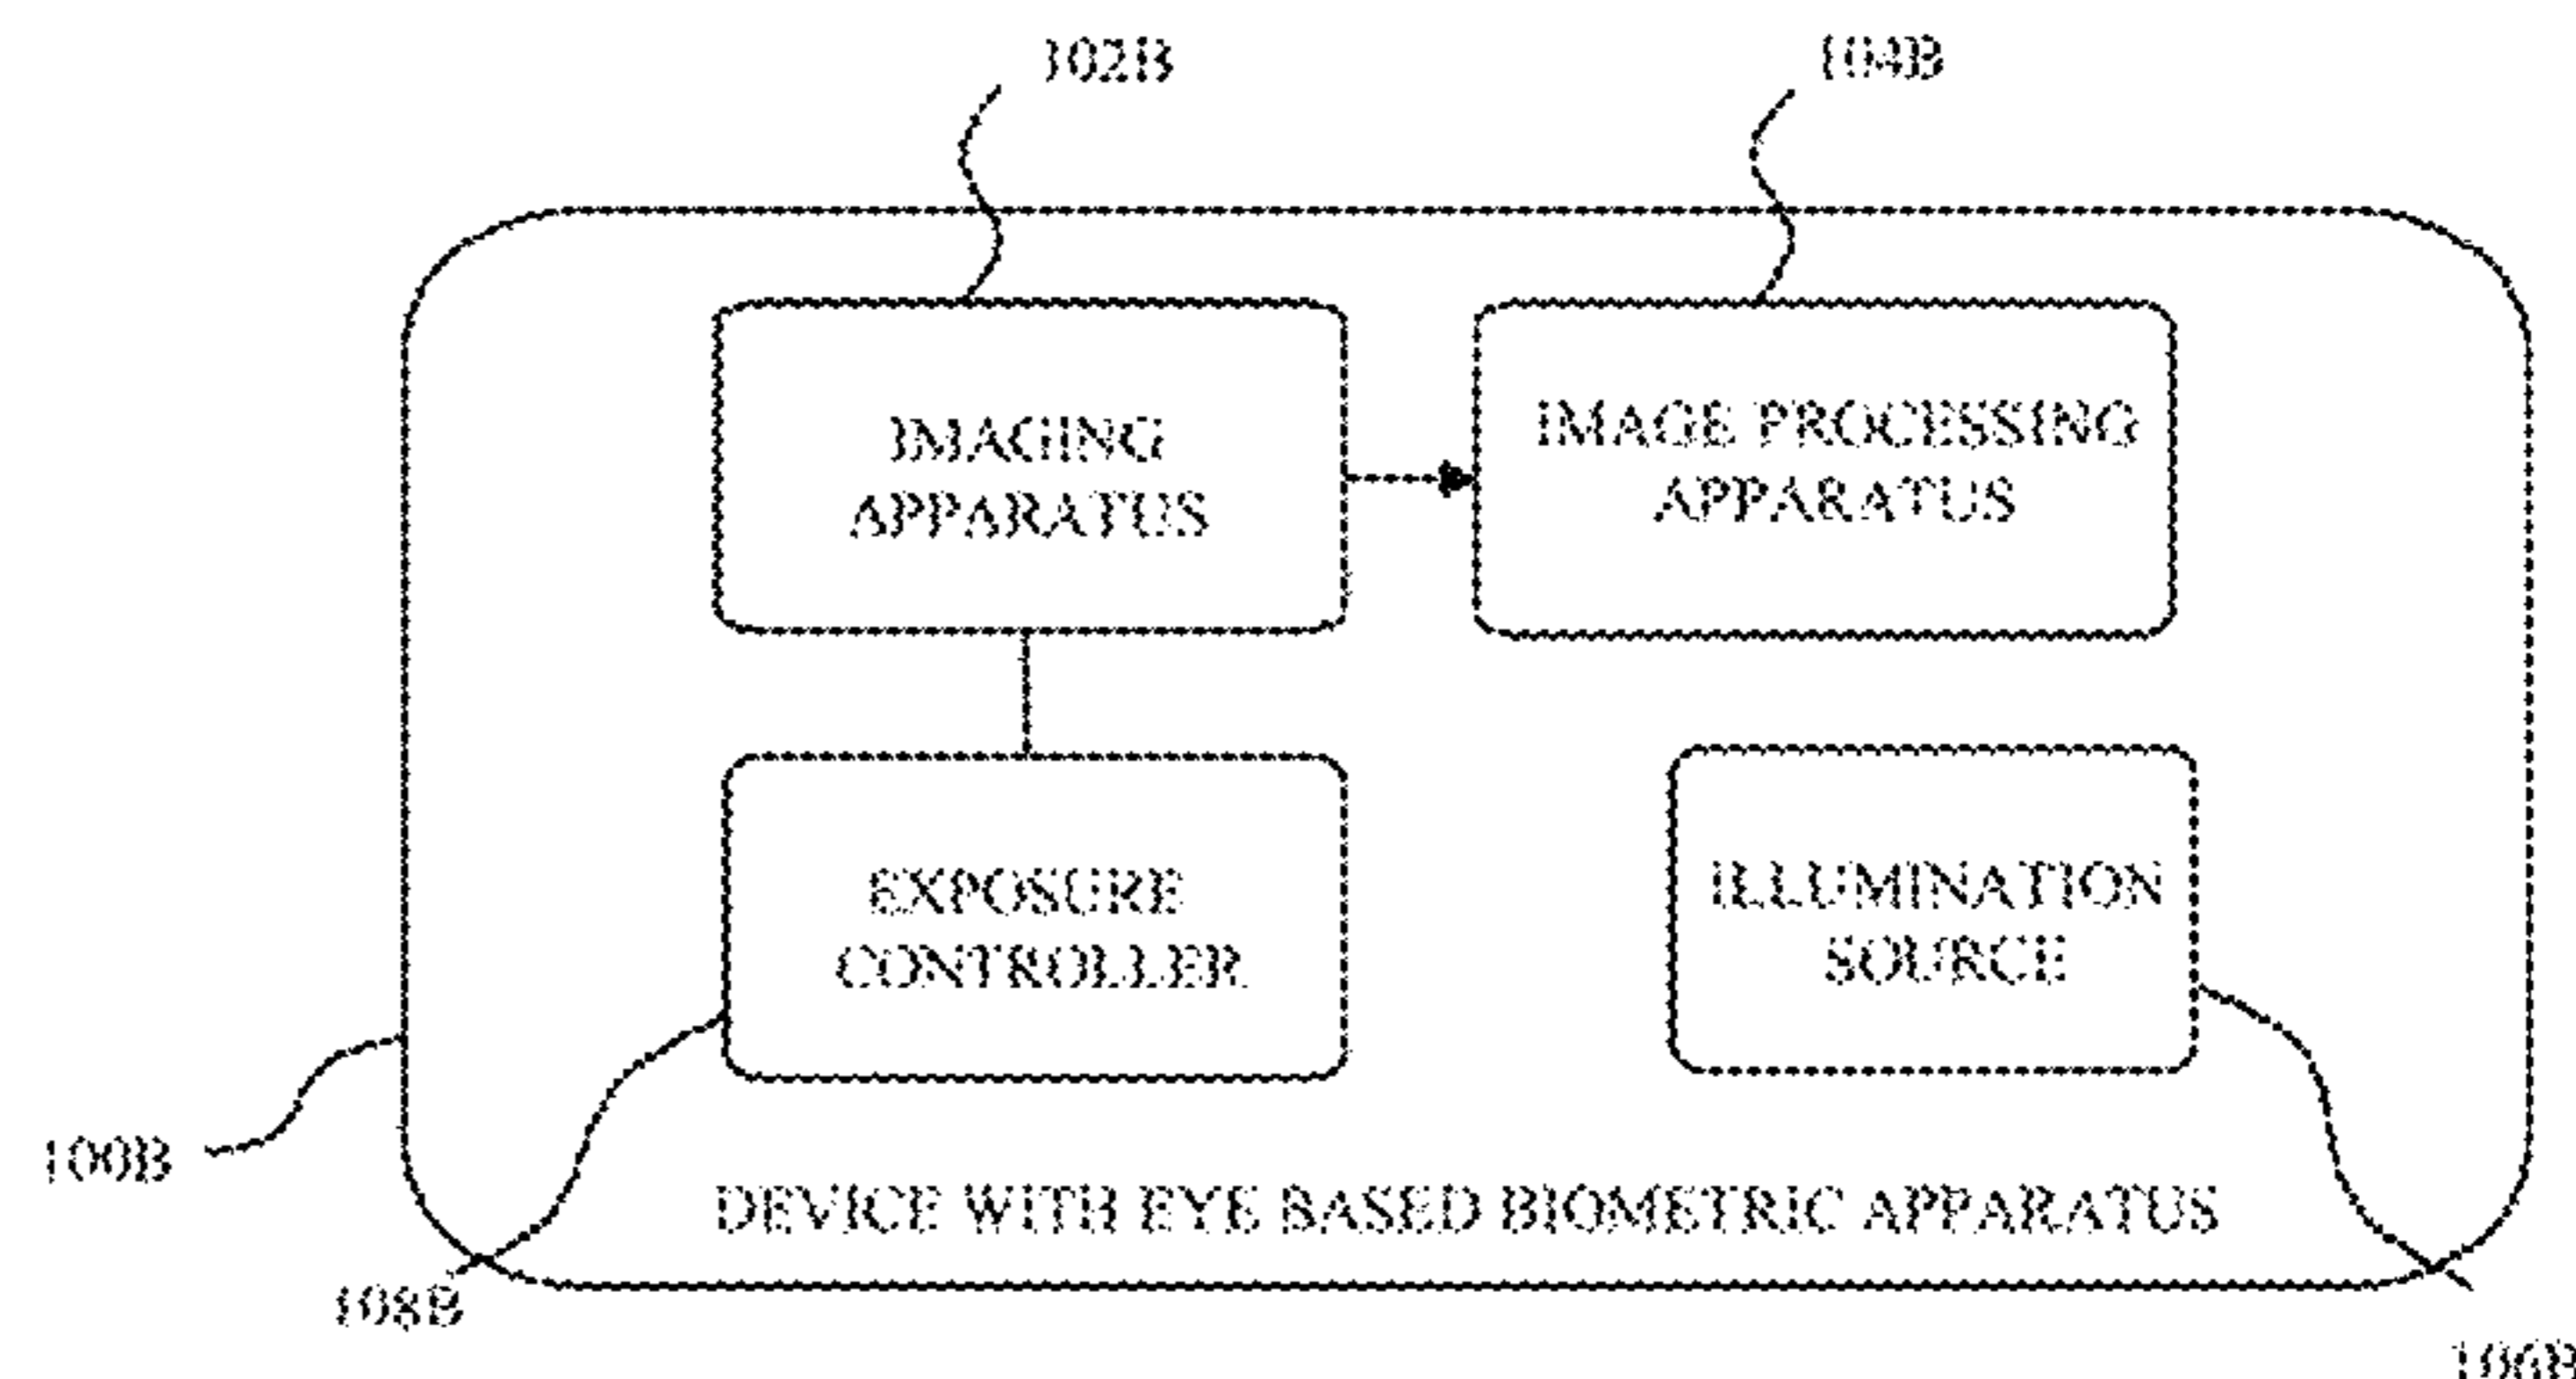 102B
104B
IMAGING
APPARATUS
IMAGE PROCESSING
APPARATUS
EXPOSURE
CONTROLLER
ILLUMINATION
SOURCE
100B
DEVICE WITH EYE BASED BIOMETRIC APPARATUS
108B
106B